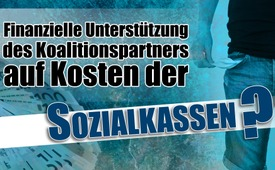 Finanzielle Unterstützung
des Koalitionspartners
auf Kosten der
SOZIALKASSEN?